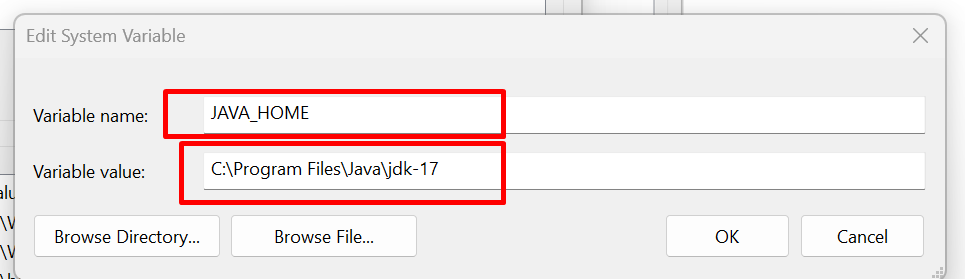 Edit System Variable
Variable name: JAVA_HOME
Variable value: C:\Program Files\Java\jdk-17
Browse Directory... Browse File... OK Cancel